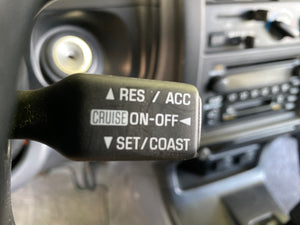 ▲ RES / ACC
CRUISE ON-OFF ◄
▼ SET/COAST